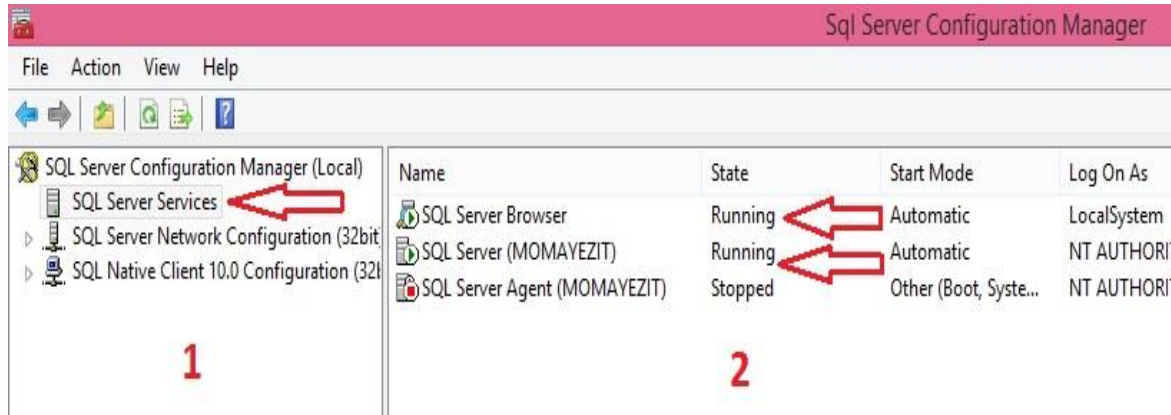 Sql Server Configuration Manager
File Action View Help
SQL Server Configuration Manager (Local)
SQL Server Services
SQL Server Network Configuration (32bit
SQL Native Client 10.0 Configuration (32b
1
Name State Start Mode Log On As
SQL Server Browser Running Automatic LocalSystem
SQL Server (MOMAYEZIT) Running Automatic NT AUTHORI
SQL Server Agent (MOMAYEZIT) Stopped Other (Boot, Syste... NT AUTHORI
2